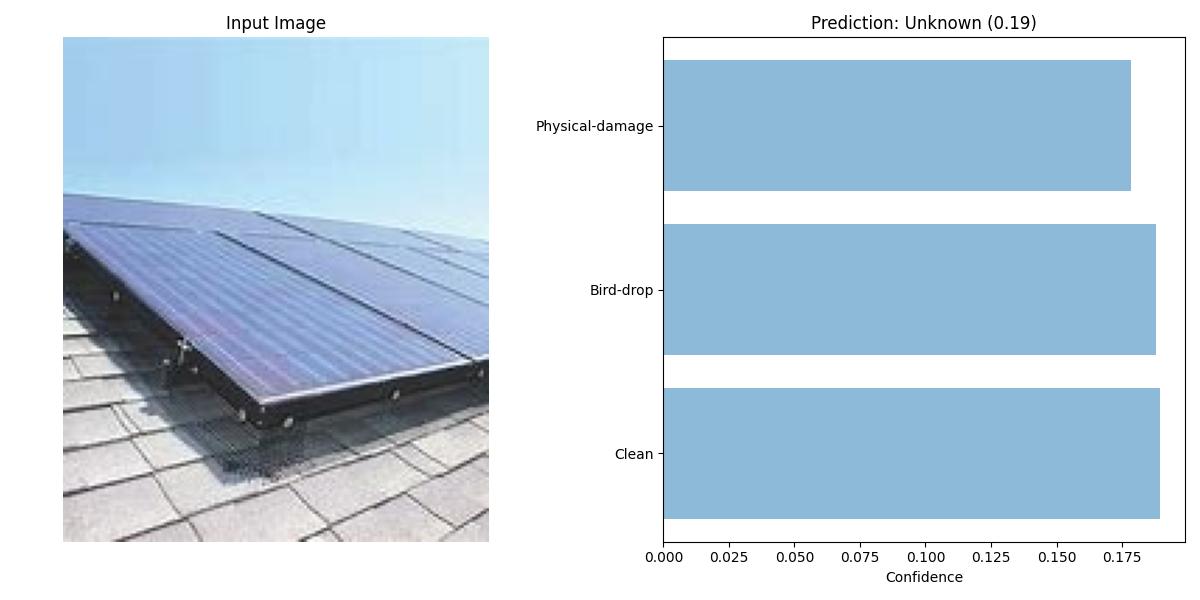 Input Image
Prediction: Unknown (0.19)
Physical-damage
Bird-drop
Clean
0.000 0.025 0.050 0.075 0.100 0.125 0.150 0.175
Confidence